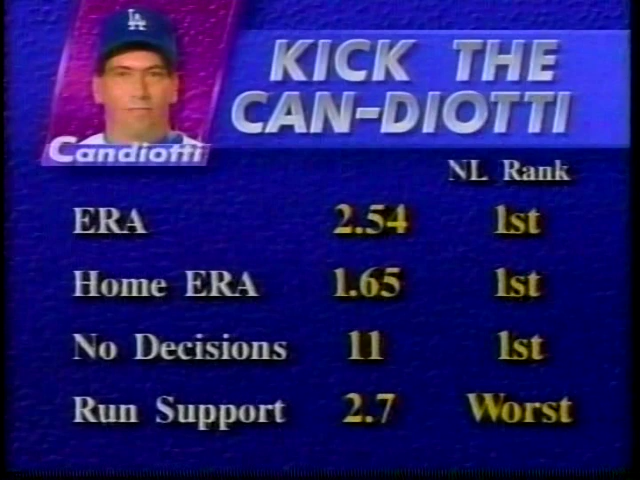 LA
KICK THE
CAN-DIOTTI
Candiotti
NL Rank
ERA 2.54 1st
Home ERA 1.65 1st
No Decisions 11 1st
Run Support 2.7 Worst